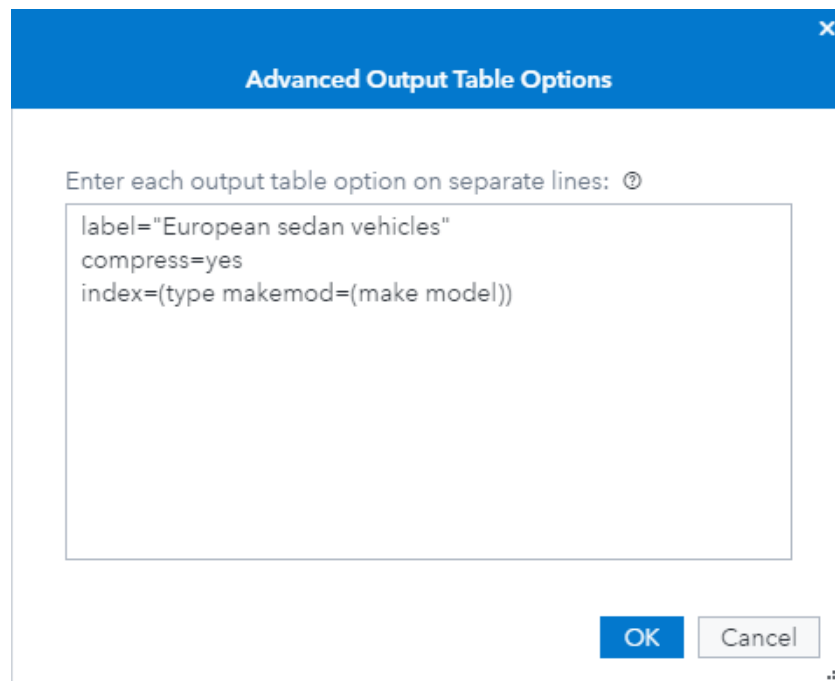 Advanced Output Table Options
Enter each output table option on separate lines:
label="European sedan vehicles"
compress=yes
index=(type makemod=(make model))
OK
Cancel